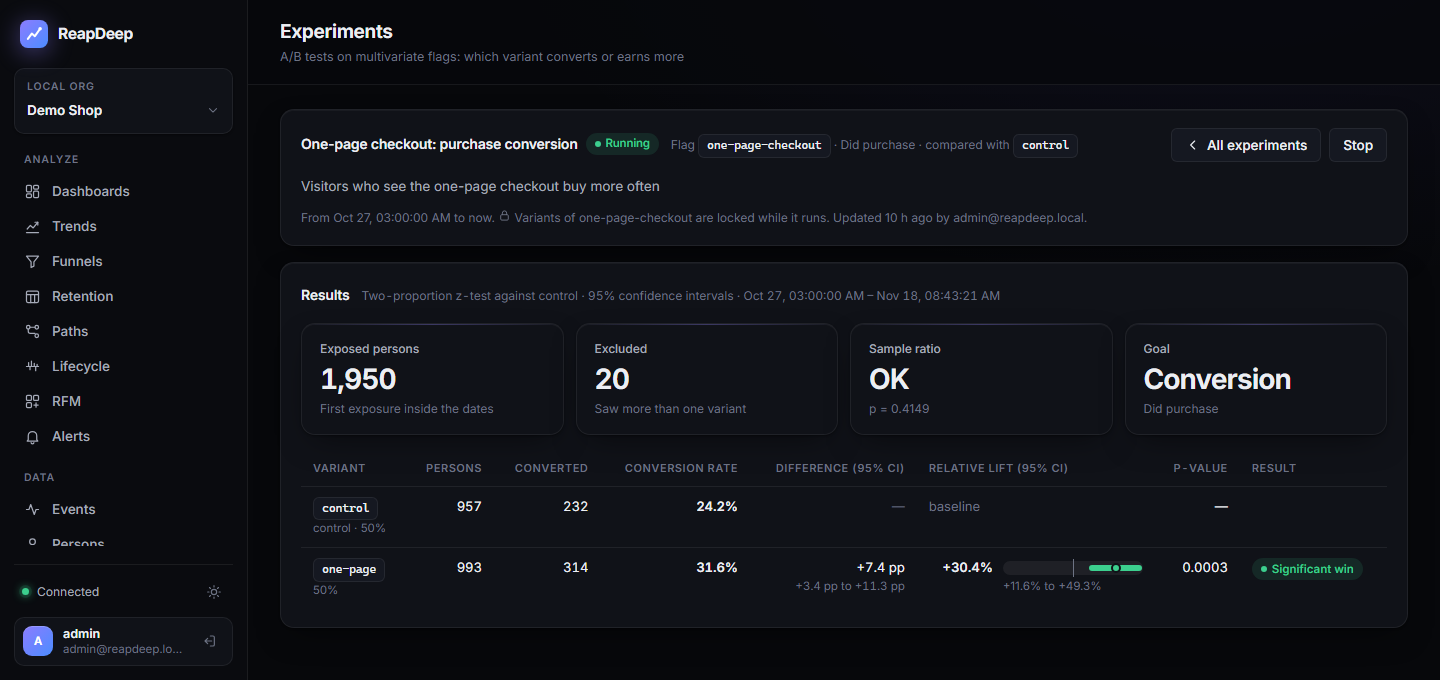 ReapDeep
LOCAL ORG
Demo Shop
ANALYZE
Dashboards
Trends
Funnels
Retention
Paths
Lifecycle
RFM
Alerts
DATA
Events
Persons
Connected
A
admin
admin@reapdeep.lo...
Experiments
A/B tests on multivariate flags: which variant converts or earns more
One-page checkout: purchase conversion Running Flag one-page-checkout · Did purchase · compared with control All experiments Stop
Visitors who see the one-page checkout buy more often
From Oct 27, 03:00:00 AM to now. Variants of one-page-checkout are locked while it runs. Updated 10 h ago by admin@reapdeep.local.
Results Two-proportion z-test against control · 95% confidence intervals · Oct 27, 03:00:00 AM – Nov 18, 08:43:21 AM
Exposed persons
1,950
First exposure inside the dates
Excluded
20
Saw more than one variant
Sample ratio
OK
p = 0.4149
Goal
Conversion
Did purchase
VARIANT PERSONS CONVERTED CONVERSION RATE DIFFERENCE (95% CI) RELATIVE LIFT (95% CI) P-VALUE RESULT
control 957 232 24.2% — baseline —
control · 50%
one-page 993 314 31.6% +7.4 pp +30.4% 0.0003 Significant win
50% +3.4 pp to +11.3 pp +11.6% to +49.3%